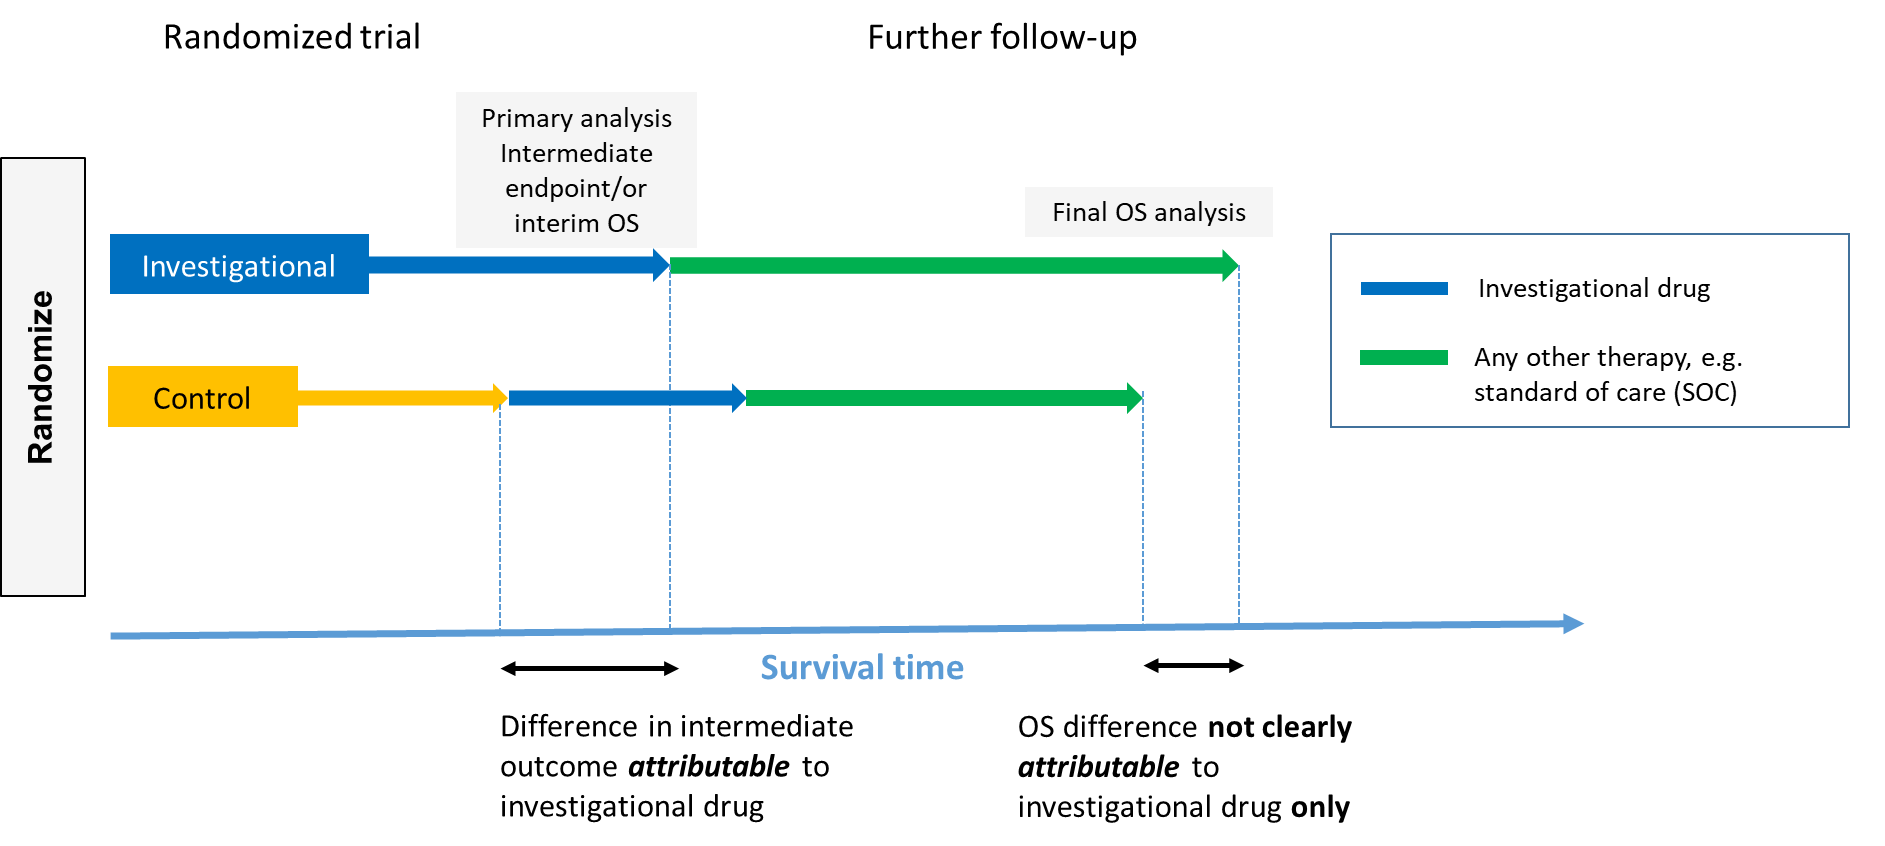 Randomized trial
Further follow-up
Primary analysis
Intermediate
endpoint/or
interim OS
Final OS analysis
Randomize
Investigational
Control
Investigational drug
Any other therapy, e.g.
standard of care (SOC)
Survival time
Difference in intermediate
outcome attributable to
investigational drug
OS difference not clearly
attributable to
investigational drug only